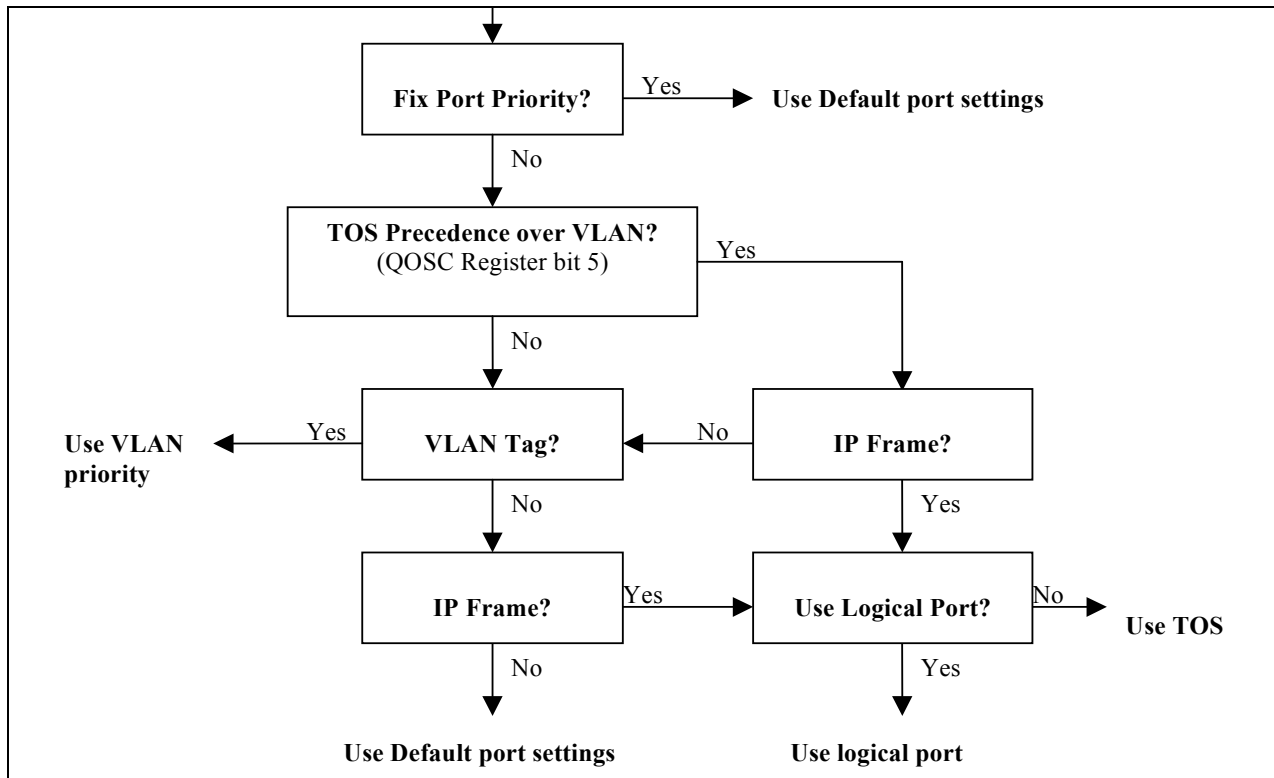 Fix Port Priority?
Yes
Use Default port settings
No
TOS Precedence over VLAN?
(QOSC Register bit 5)
Yes
No
Use VLAN
priority
Yes
VLAN Tag?
No
IP Frame?
No
Yes
IP Frame?
Yes
Use Logical Port?
No
Use TOS
No
Yes
Use Default port settings
Use logical port